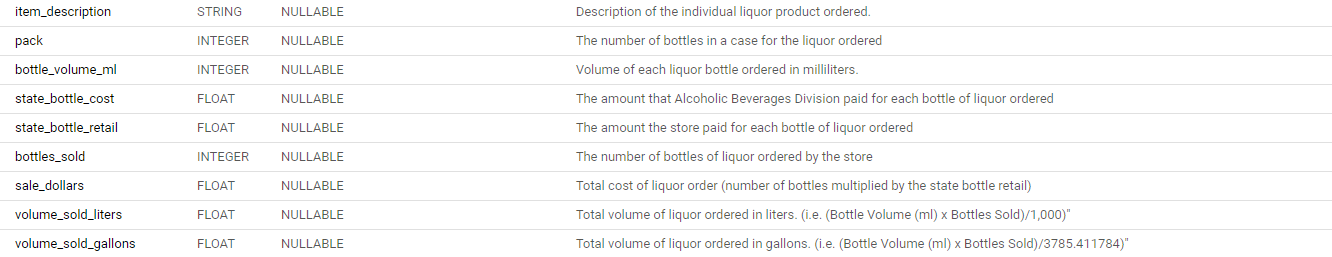 item_description STRING NULLABLE Description of the individual liquor product ordered.
pack INTEGER NULLABLE The number of bottles in a case for the liquor ordered
bottle_volume_ml INTEGER NULLABLE Volume of each liquor bottle ordered in milliliters.
state_bottle_cost FLOAT NULLABLE The amount that Alcoholic Beverages Division paid for each bottle of liquor ordered
state_bottle_retail FLOAT NULLABLE The amount the store paid for each bottle of liquor ordered
bottles_sold INTEGER NULLABLE The number of bottles of liquor ordered by the store
sale_dollars FLOAT NULLABLE Total cost of liquor order (number of bottles multiplied by the state bottle retail)
volume_sold_liters FLOAT NULLABLE Total volume of liquor ordered in liters. (i.e. (Bottle Volume (ml) x Bottles Sold)/1,000)"
volume_sold_gallons FLOAT NULLABLE Total volume of liquor ordered in gallons. (i.e. (Bottle Volume (ml) x Bottles Sold)/3785.411784)"